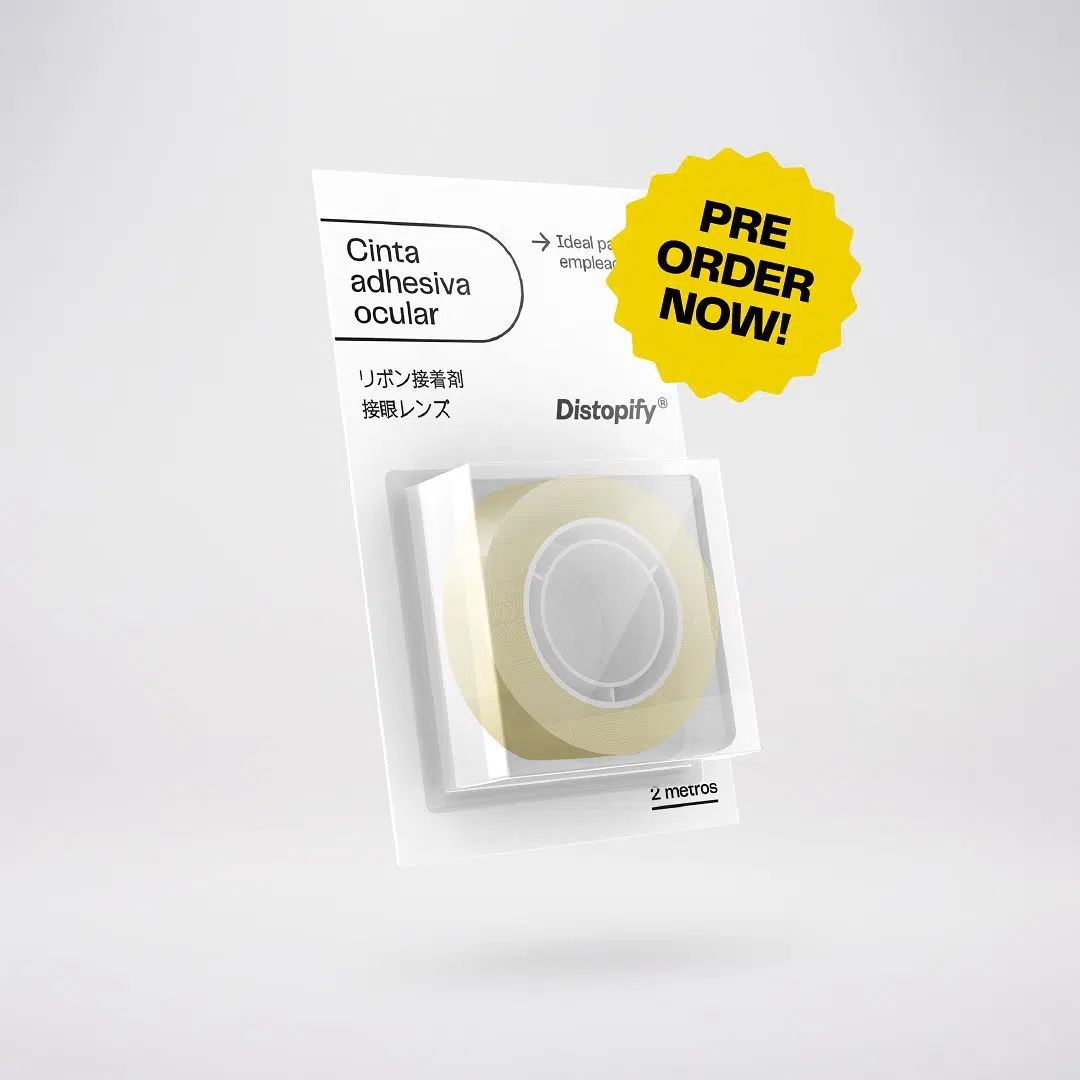 Cinta
adhesiva
ocular
→ Ideal
リボン接着剤
接眼レンズ
Distopify®
2 metros
PRE
ORDER
NOW!